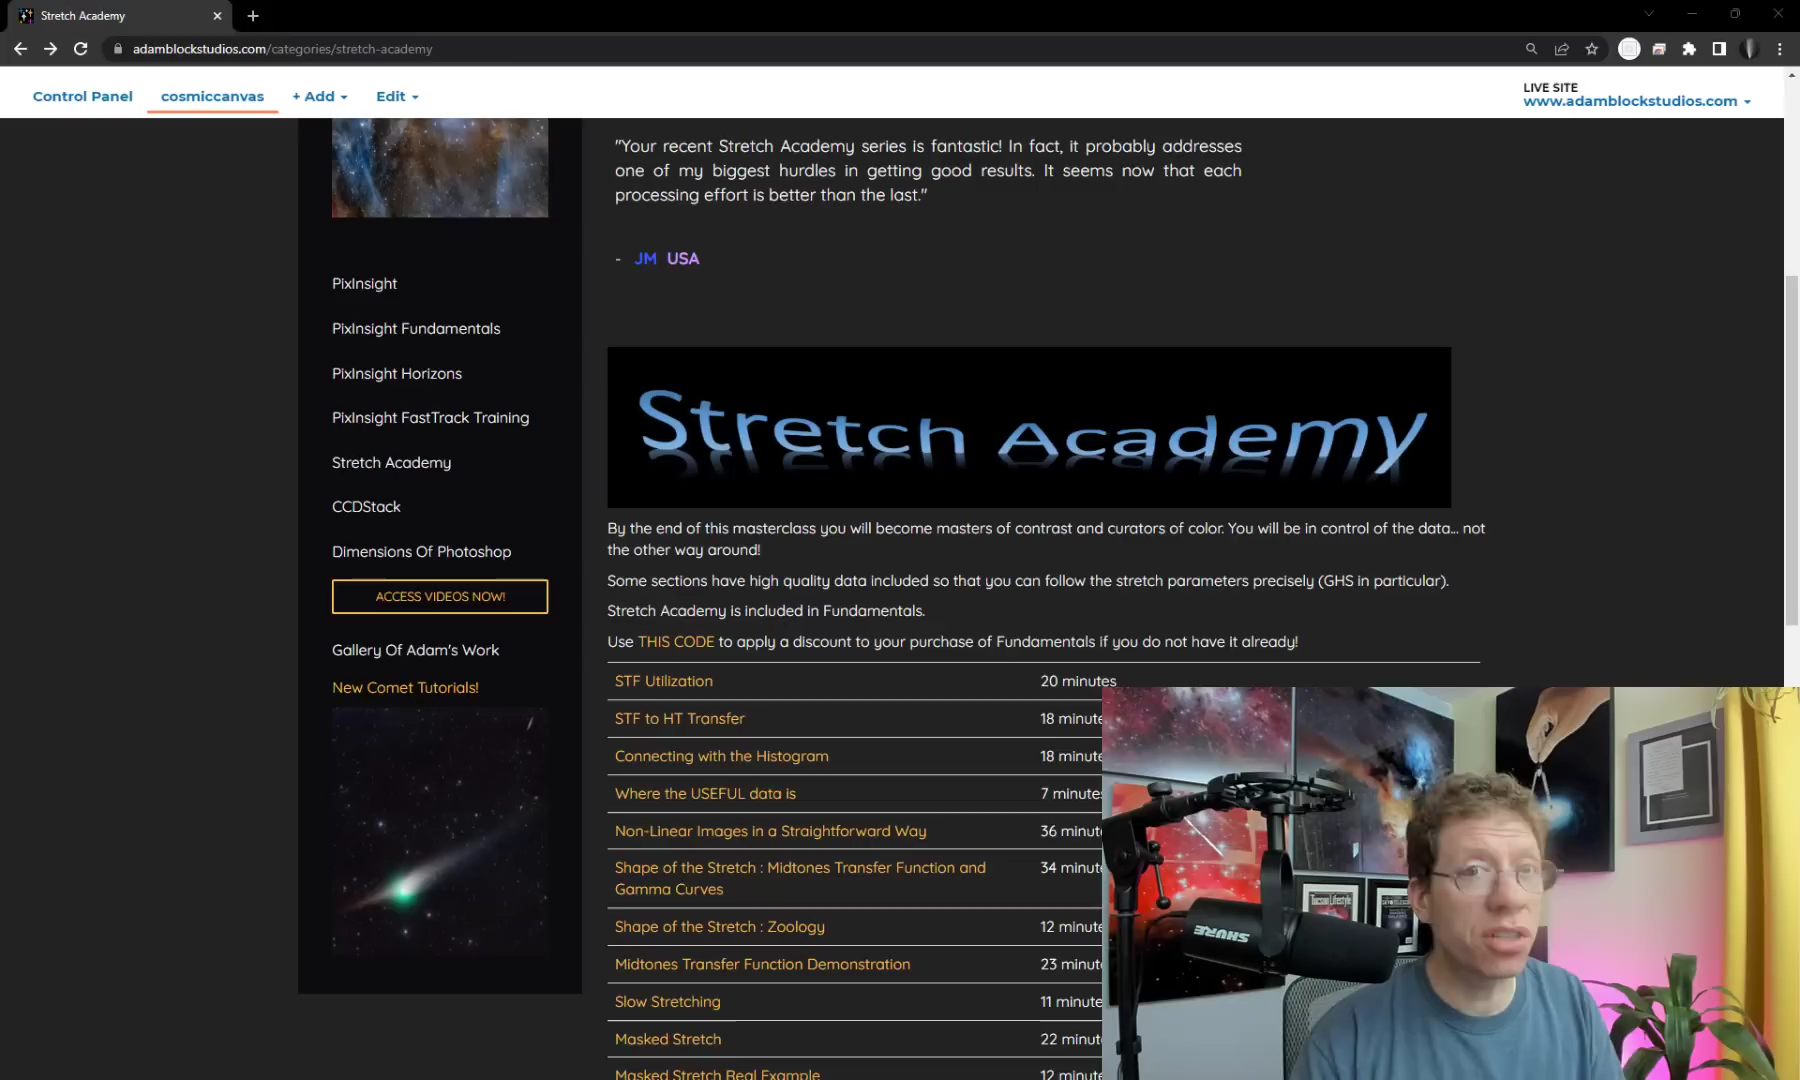 Stretch Academy
adamblockstudios.com/categories/stretch-academy
Control Panel
cosmiccanvas
+ Add
Edit
LIVE SITE
www.adamblockstudios.com
"Your recent Stretch Academy series is fantastic! In fact, it probably addresses
one of my biggest hurdles in getting good results. It seems now that each
processing effort is better than the last."
- JM USA
PixInsight
PixInsight Fundamentals
PixInsight Horizons
PixInsight FastTrack Training
Stretch Academy
CCDStack
Dimensions Of Photoshop
ACCESS VIDEOS NOW!
Gallery Of Adam's Work
New Comet Tutorials!
Stretch Academy
By the end of this masterclass you will become masters of contrast and curators of color. You will be in control of the data... not
the other way around!
Some sections have high quality data included so that you can follow the stretch parameters precisely (GHS in particular).
Stretch Academy is included in Fundamentals.
Use THIS CODE to apply a discount to your purchase of Fundamentals if you do not have it already!
STF Utilization 20 minutes
STF to HT Transfer 18 minute
Connecting with the Histogram 18 minute
Where the USEFUL data is 7 minutes
Non-Linear Images in a Straightforward Way 36 minute
Shape of the Stretch : Midtones Transfer Function and 34 minute
Gamma Curves
Shape of the Stretch : Zoology 12 minute
Midtones Transfer Function Demonstration 23 minut
Slow Stretching 11 minute
Masked Stretch 22 minut
Masked Stretch Real Example 12 minute
Tucson Lifestyle
SHURE